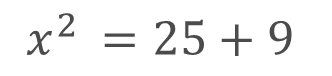 x² = 25 + 9